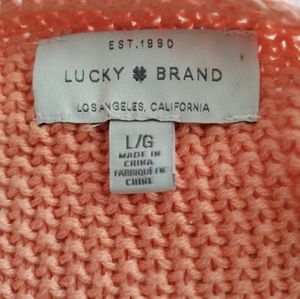 EST. 1990
LUCKY BRAND
LOS ANGELES, CALIFORNIA
L/G
MADE IN
CHINA
FABRIQUÉ EN
CHINE